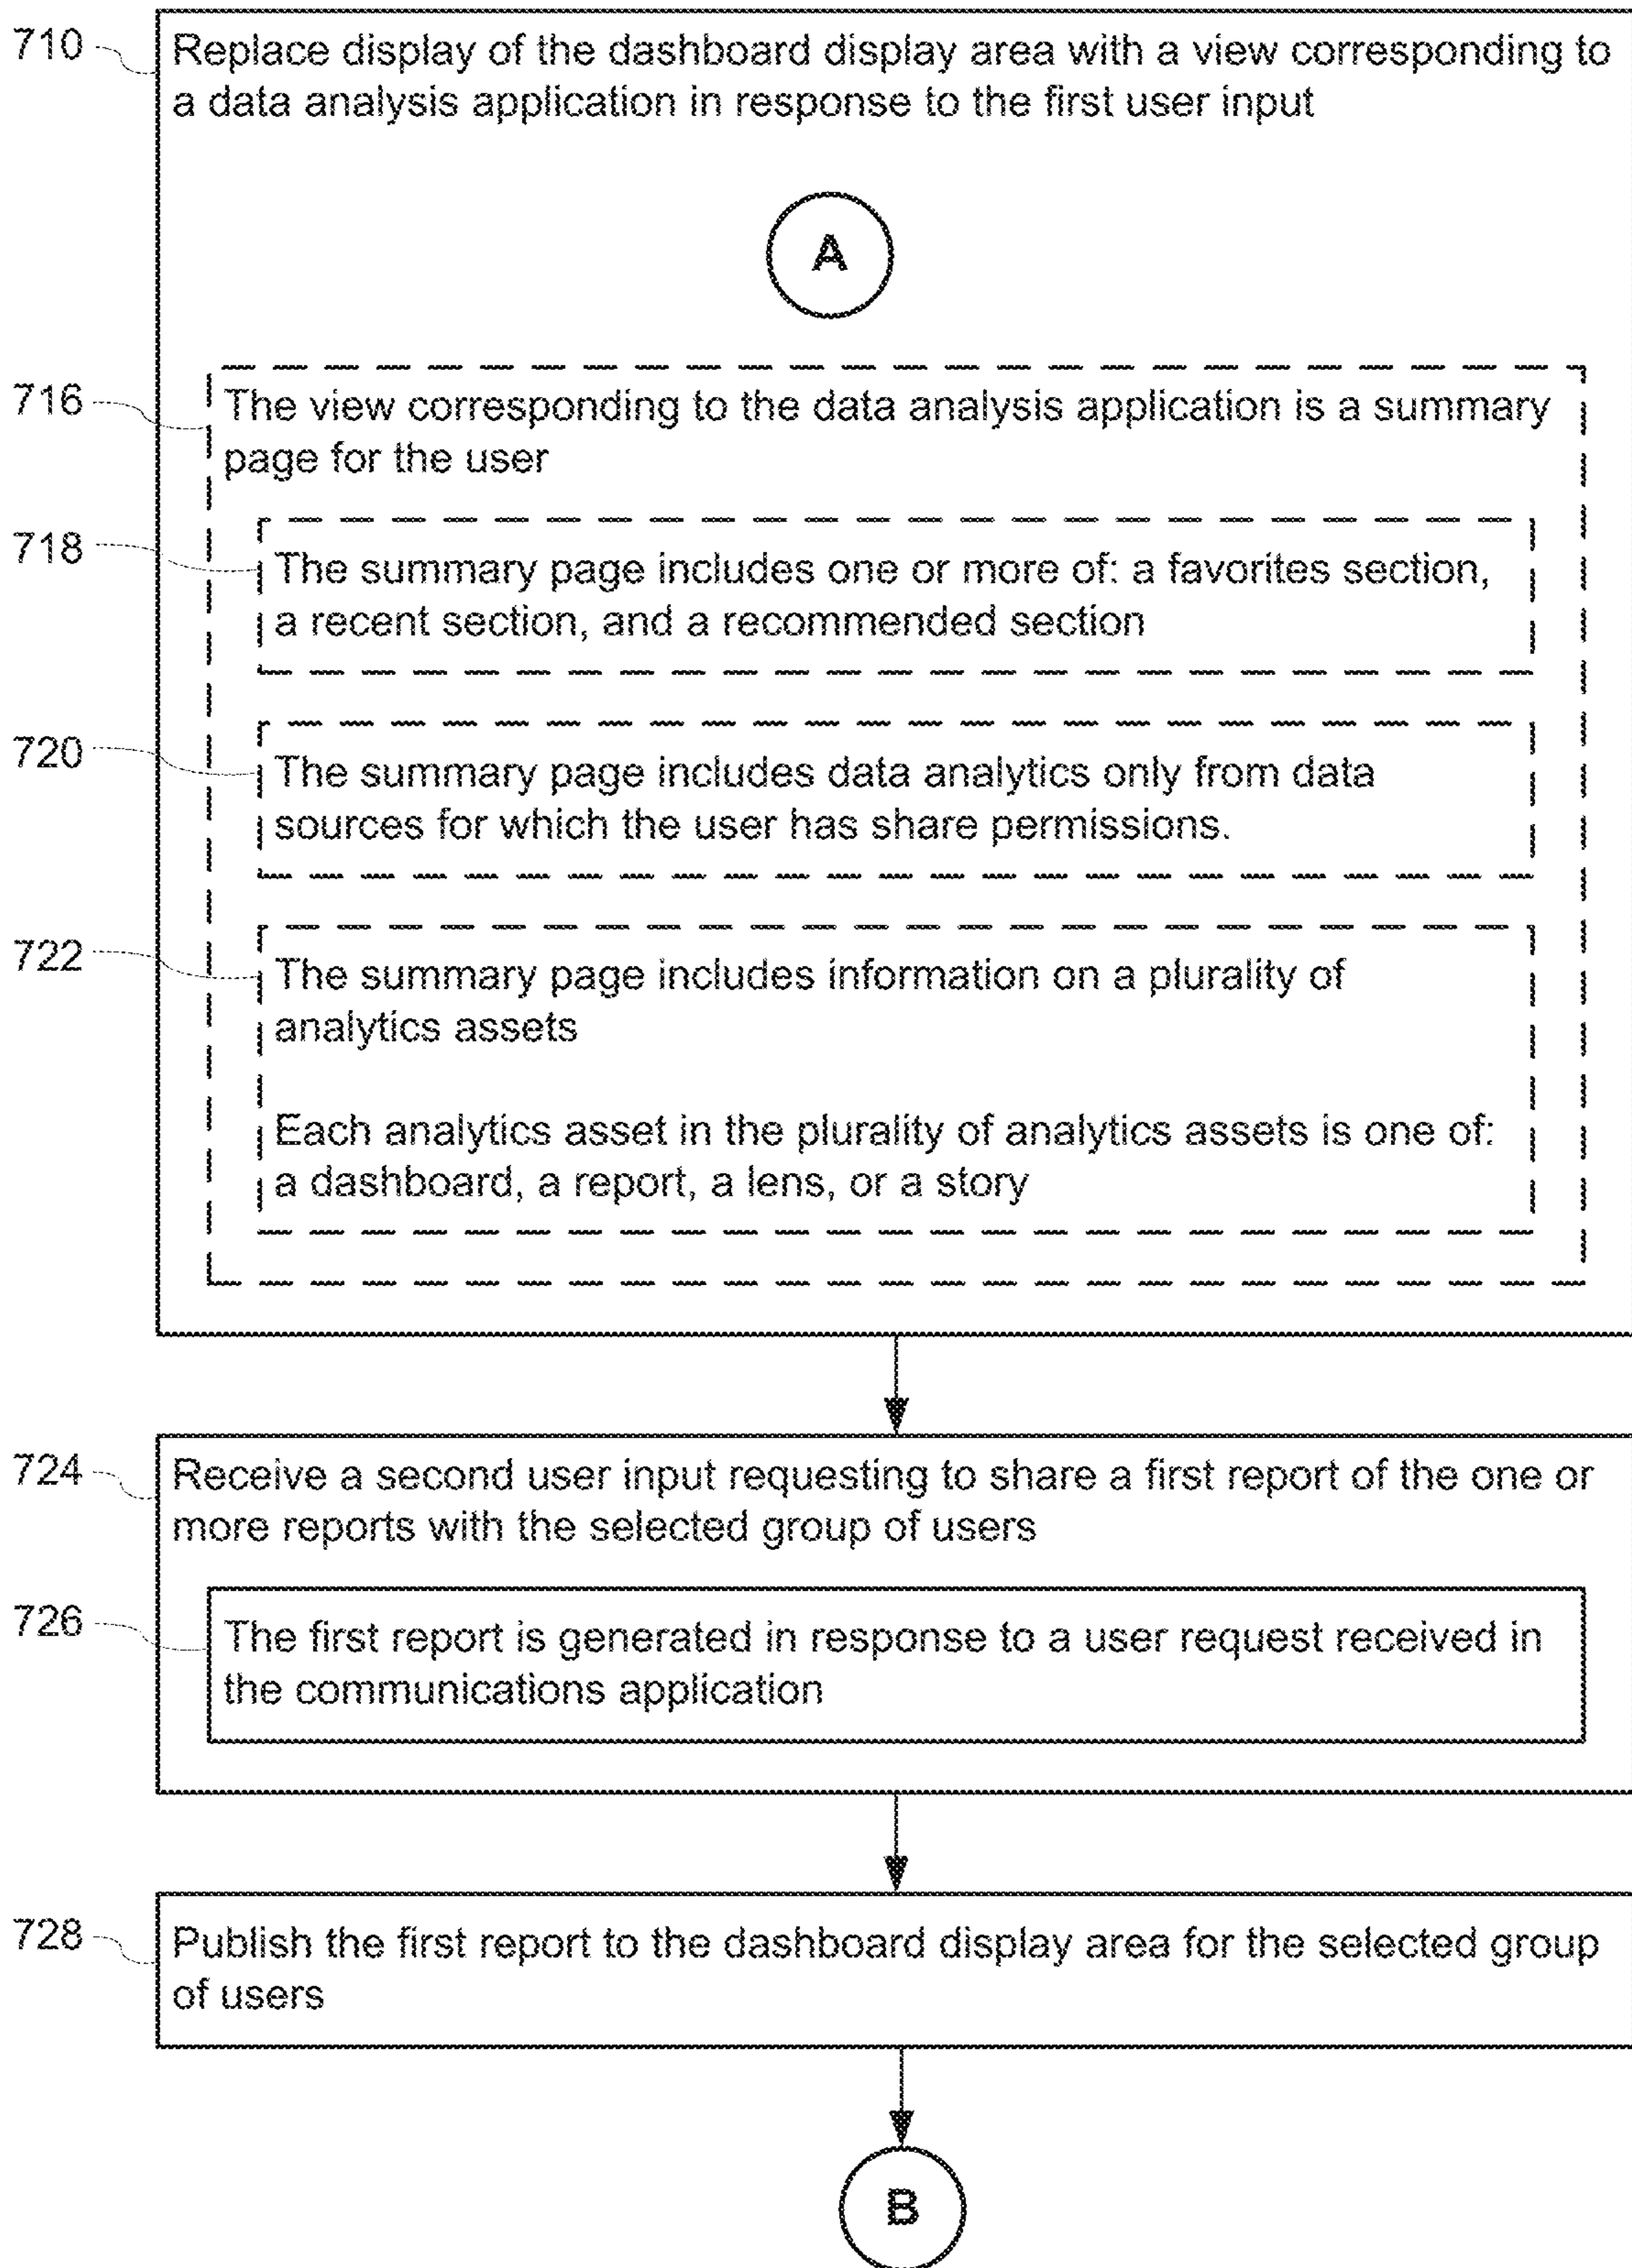 710
Replace display of the dashboard display area with a view corresponding to
a data analysis application in response to the first user input
A
716
The view corresponding to the data analysis application is a summary
page for the user
718
The summary page includes one or more of: a favorites section,
a recent section, and a recommended section
720
The summary page includes data analytics only from data
sources for which the user has share permissions.
722
The summary page includes information on a plurality of
analytics assets
Each analytics asset in the plurality of analytics assets is one of:
a dashboard, a report, a lens, or a story
724
Receive a second user input requesting to share a first report of the one or
more reports with the selected group of users
726
The first report is generated in response to a user request received in
the communications application
728
Publish the first report to the dashboard display area for the selected group
of users
B